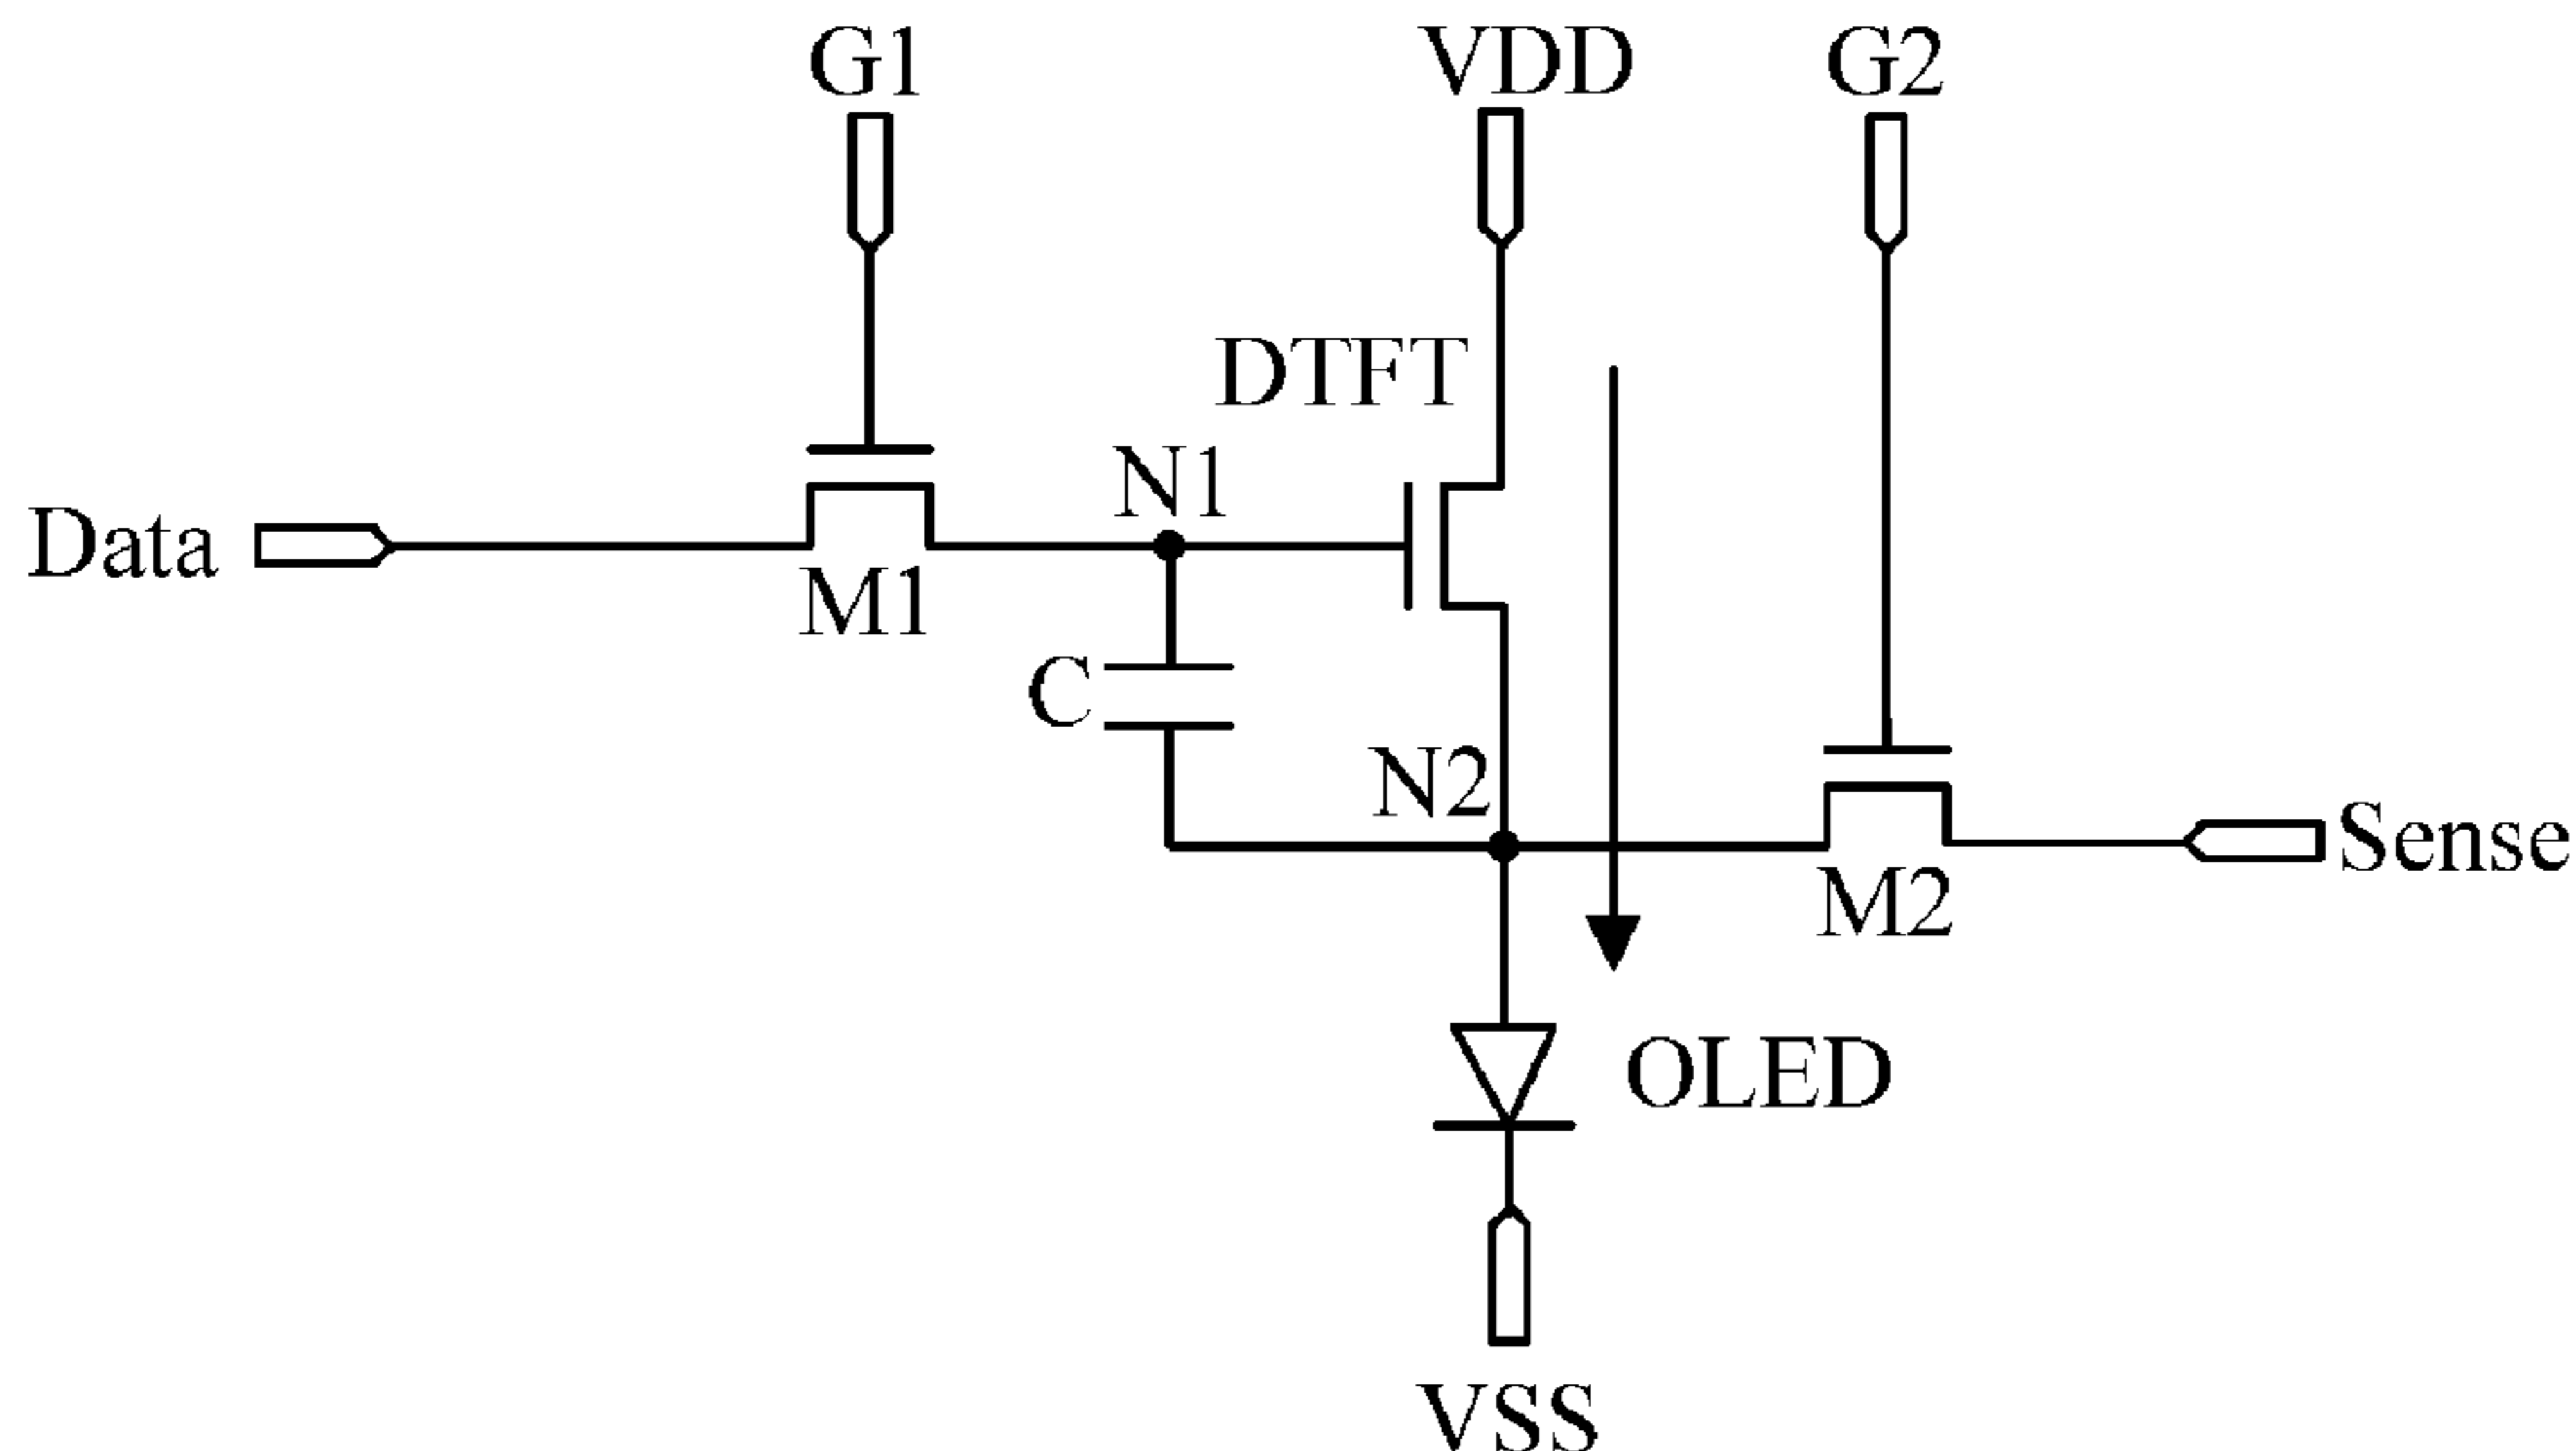 G1
VDD
G2
DTFT
N1
Data
M1
C
N2
Sense
M2
OLED
VSS